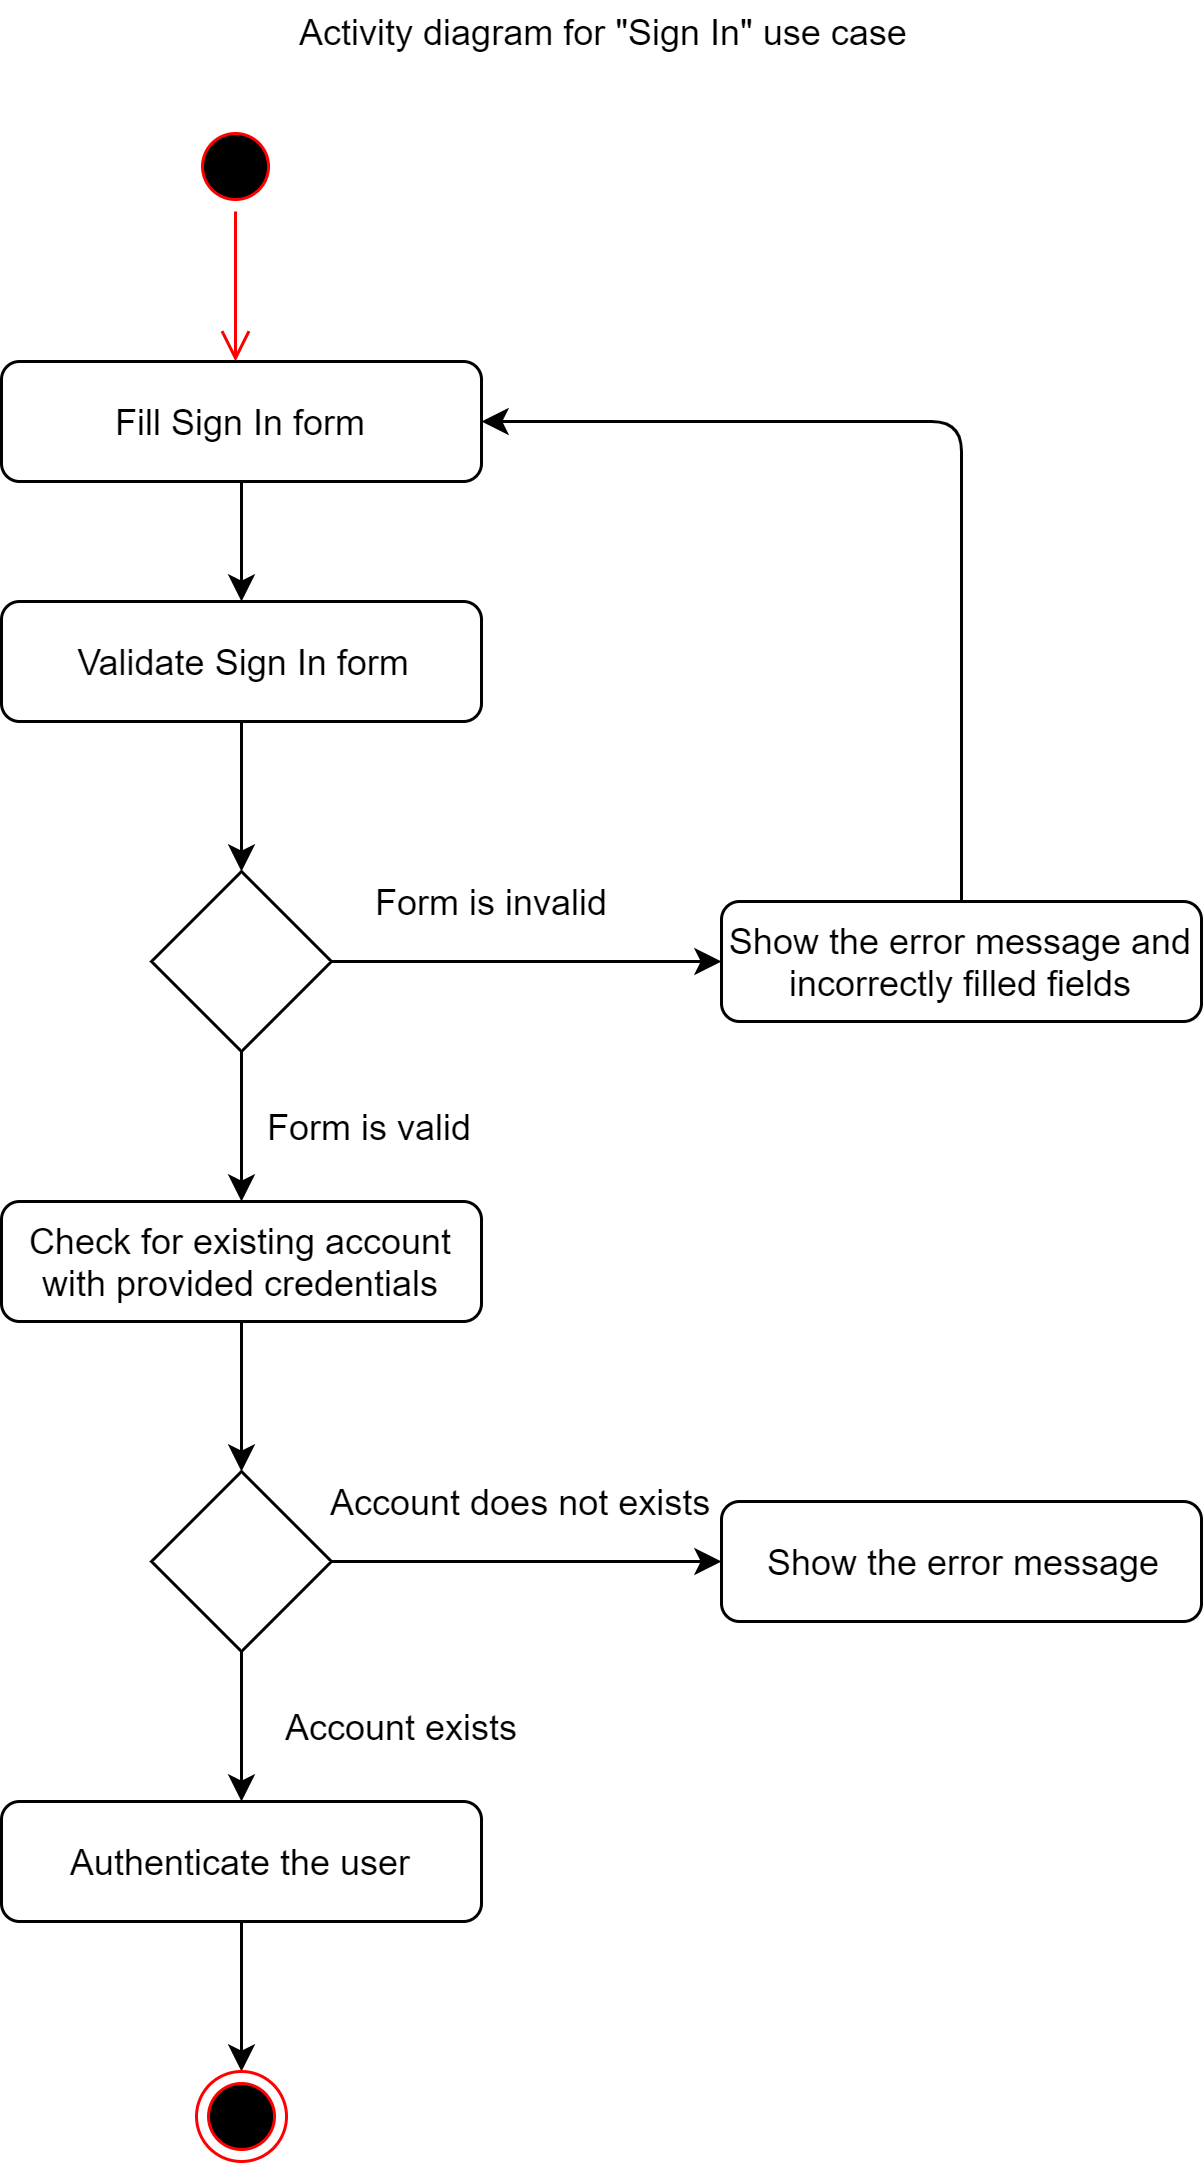 Activity diagram for "Sign In" use case
Fill Sign In form
Validate Sign In form
Form is invalid
Show the error message and
incorrectly filled fields
Form is valid
Check for existing account
with provided credentials
Account does not exists
Show the error message
Account exists
Authenticate the user